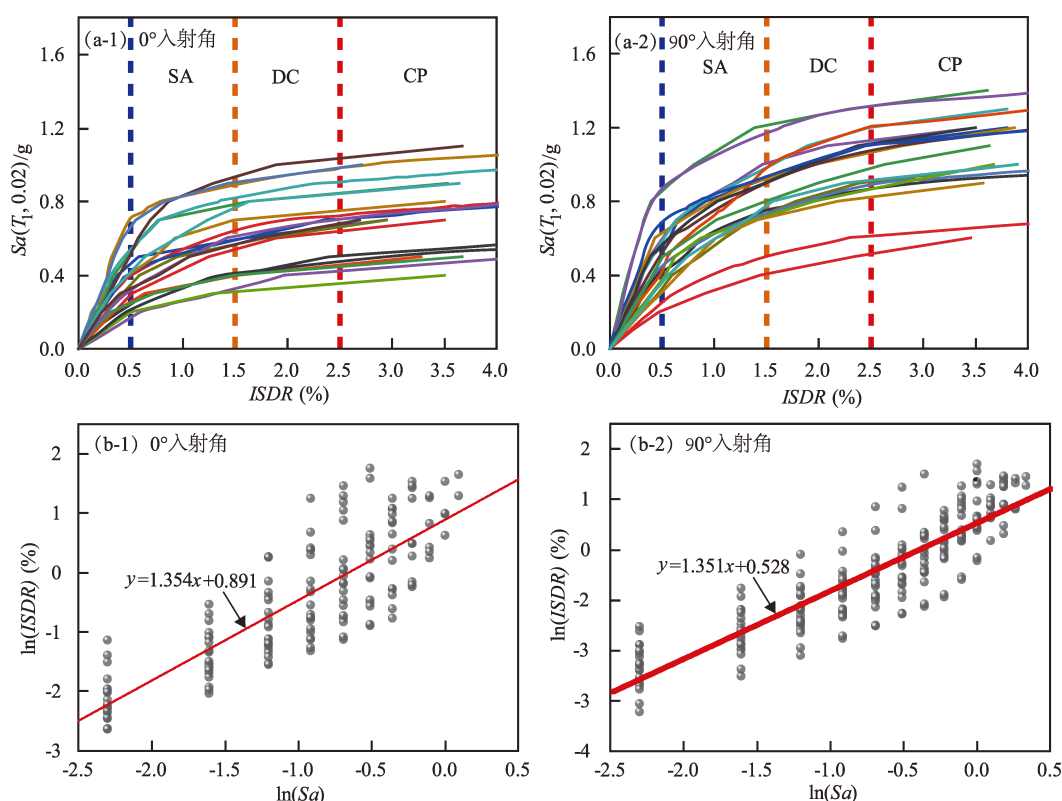 (a-1) 0°入射角
SA
DC
CP
Sa(T1, 0.02)/g
1.6
1.2
0.8
0.4
0.0
0.0 0.5 1.0 1.5 2.0 2.5 3.0 3.5 4.0
ISDR (%)
(a-2) 90°入射角
SA
DC
CP
Sa(T1, 0.02)/g
1.6
1.2
0.8
0.4
0.0
0.0 0.5 1.0 1.5 2.0 2.5 3.0 3.5 4.0
ISDR (%)
(b-1) 0°入射角
ln(ISDR) (%)
2
1
0
-1
-2
-3
y=1.354x+0.891
-2.5 -2.0 -1.5 -1.0 -0.5 0.0 0.5
ln(Sa)
(b-2) 90°入射角
ln(ISDR) (%)
2
1
0
-2
-3
-4
y=1.351x+0.528
-2.5 -2.0 -1.5 -1.0 -0.5 0.0 0.5
ln(Sa)